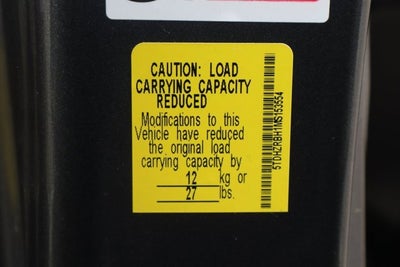 CAUTION: LOAD
CARRYING CAPACITY
REDUCED
Modifications to this
Vehicle have reduced
the original load
carrying capacity by
12 kg or
27 lbs.
5TDHZRBH1MS153554